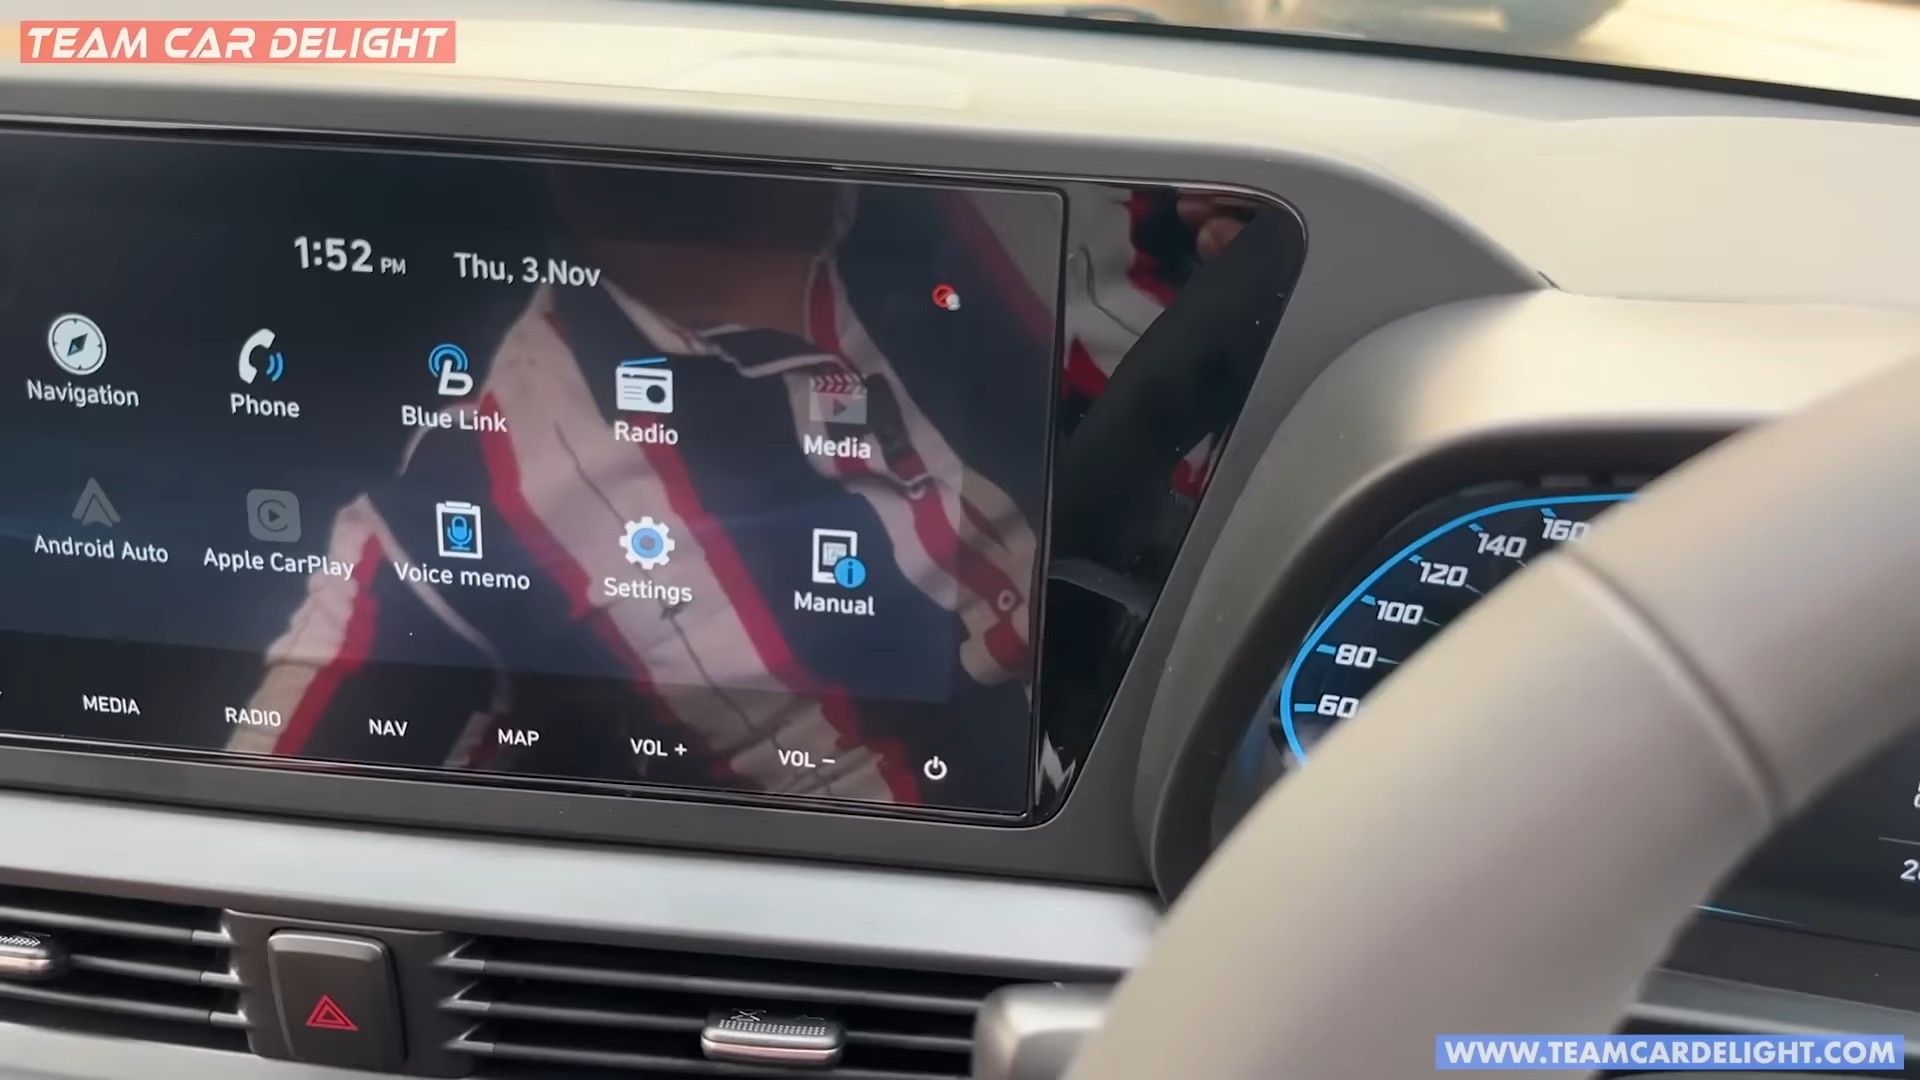 TEAM CAR DELIGHT
1:52 PM Thu, 3.Nov
Navigation
Phone
Blue Link
Radio
Media
Android Auto
Apple CarPlay
Voice memo
Settings
Manual
MEDIA
RADIO
NAV
MAP
VOL +
VOL –
160
140
120
100
80
60
WWW.TEAMCARDELIGHT.COM